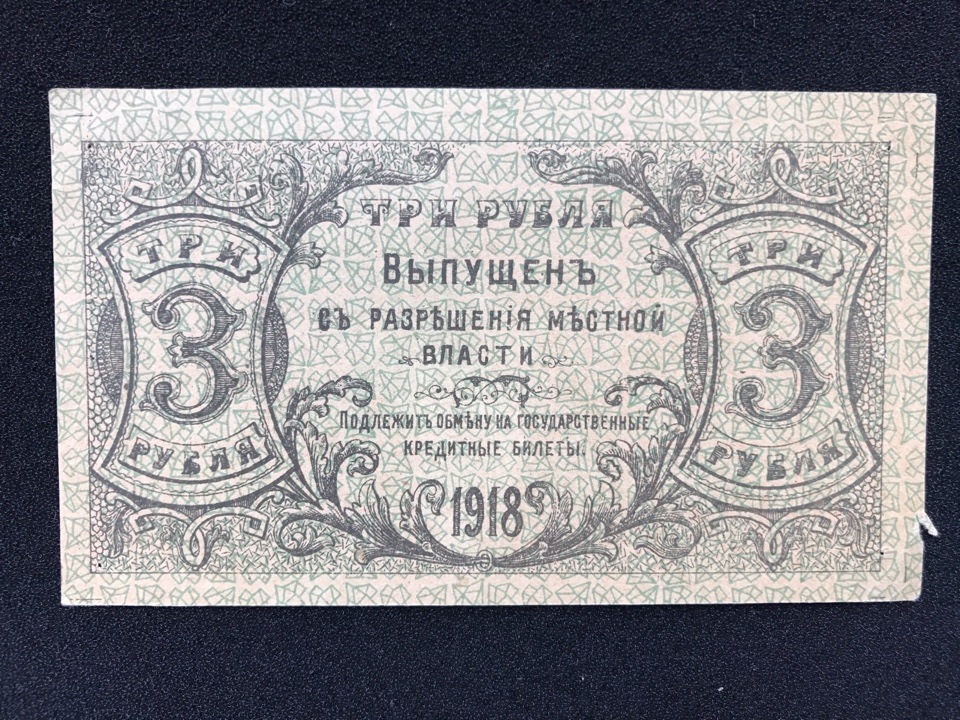 ТРИ РУБЛЯ
ВЫПУЩЕНЪ
СЪ РАЗРѢШЕНІЯ МѢСТНОЙ
ВЛАСТИ
ПОДЛЕЖИТЪ ОБМѢНУ НА ГОСУДАРСТВЕННЫЕ
КРЕДИТНЫЕ БИЛЕТЫ.
1918
ТРИ
3
РУБЛЯ
ТРИ
3
РУБЛЯ